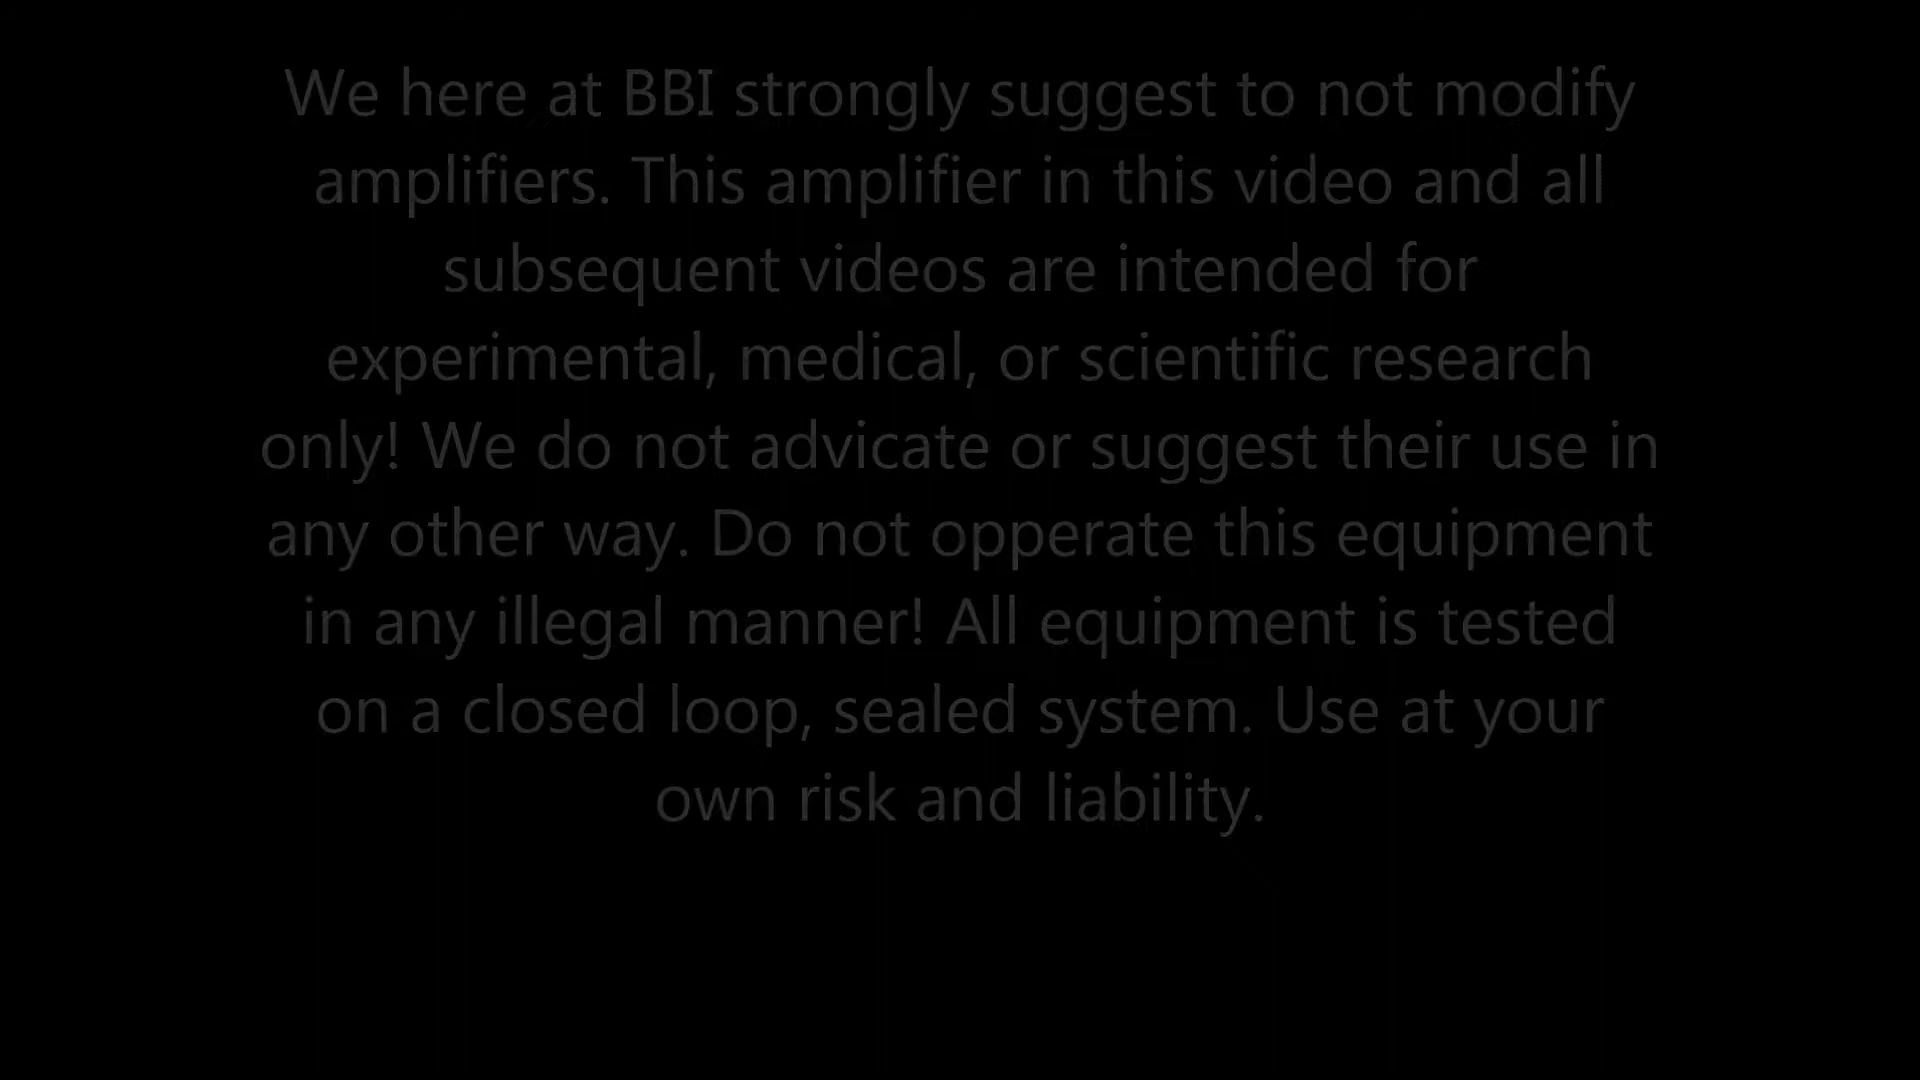 We here at BBI strongly suggest to not modify
amplifiers. This amplifier in this video and all
subsequent videos are intended for
experimental, medical, or scientific research
only! We do not advicate or suggest their use in
any other way. Do not opperate this equipment
in any illegal manner! All equipment is tested
on a closed loop, sealed system. Use at your
own risk and liability.